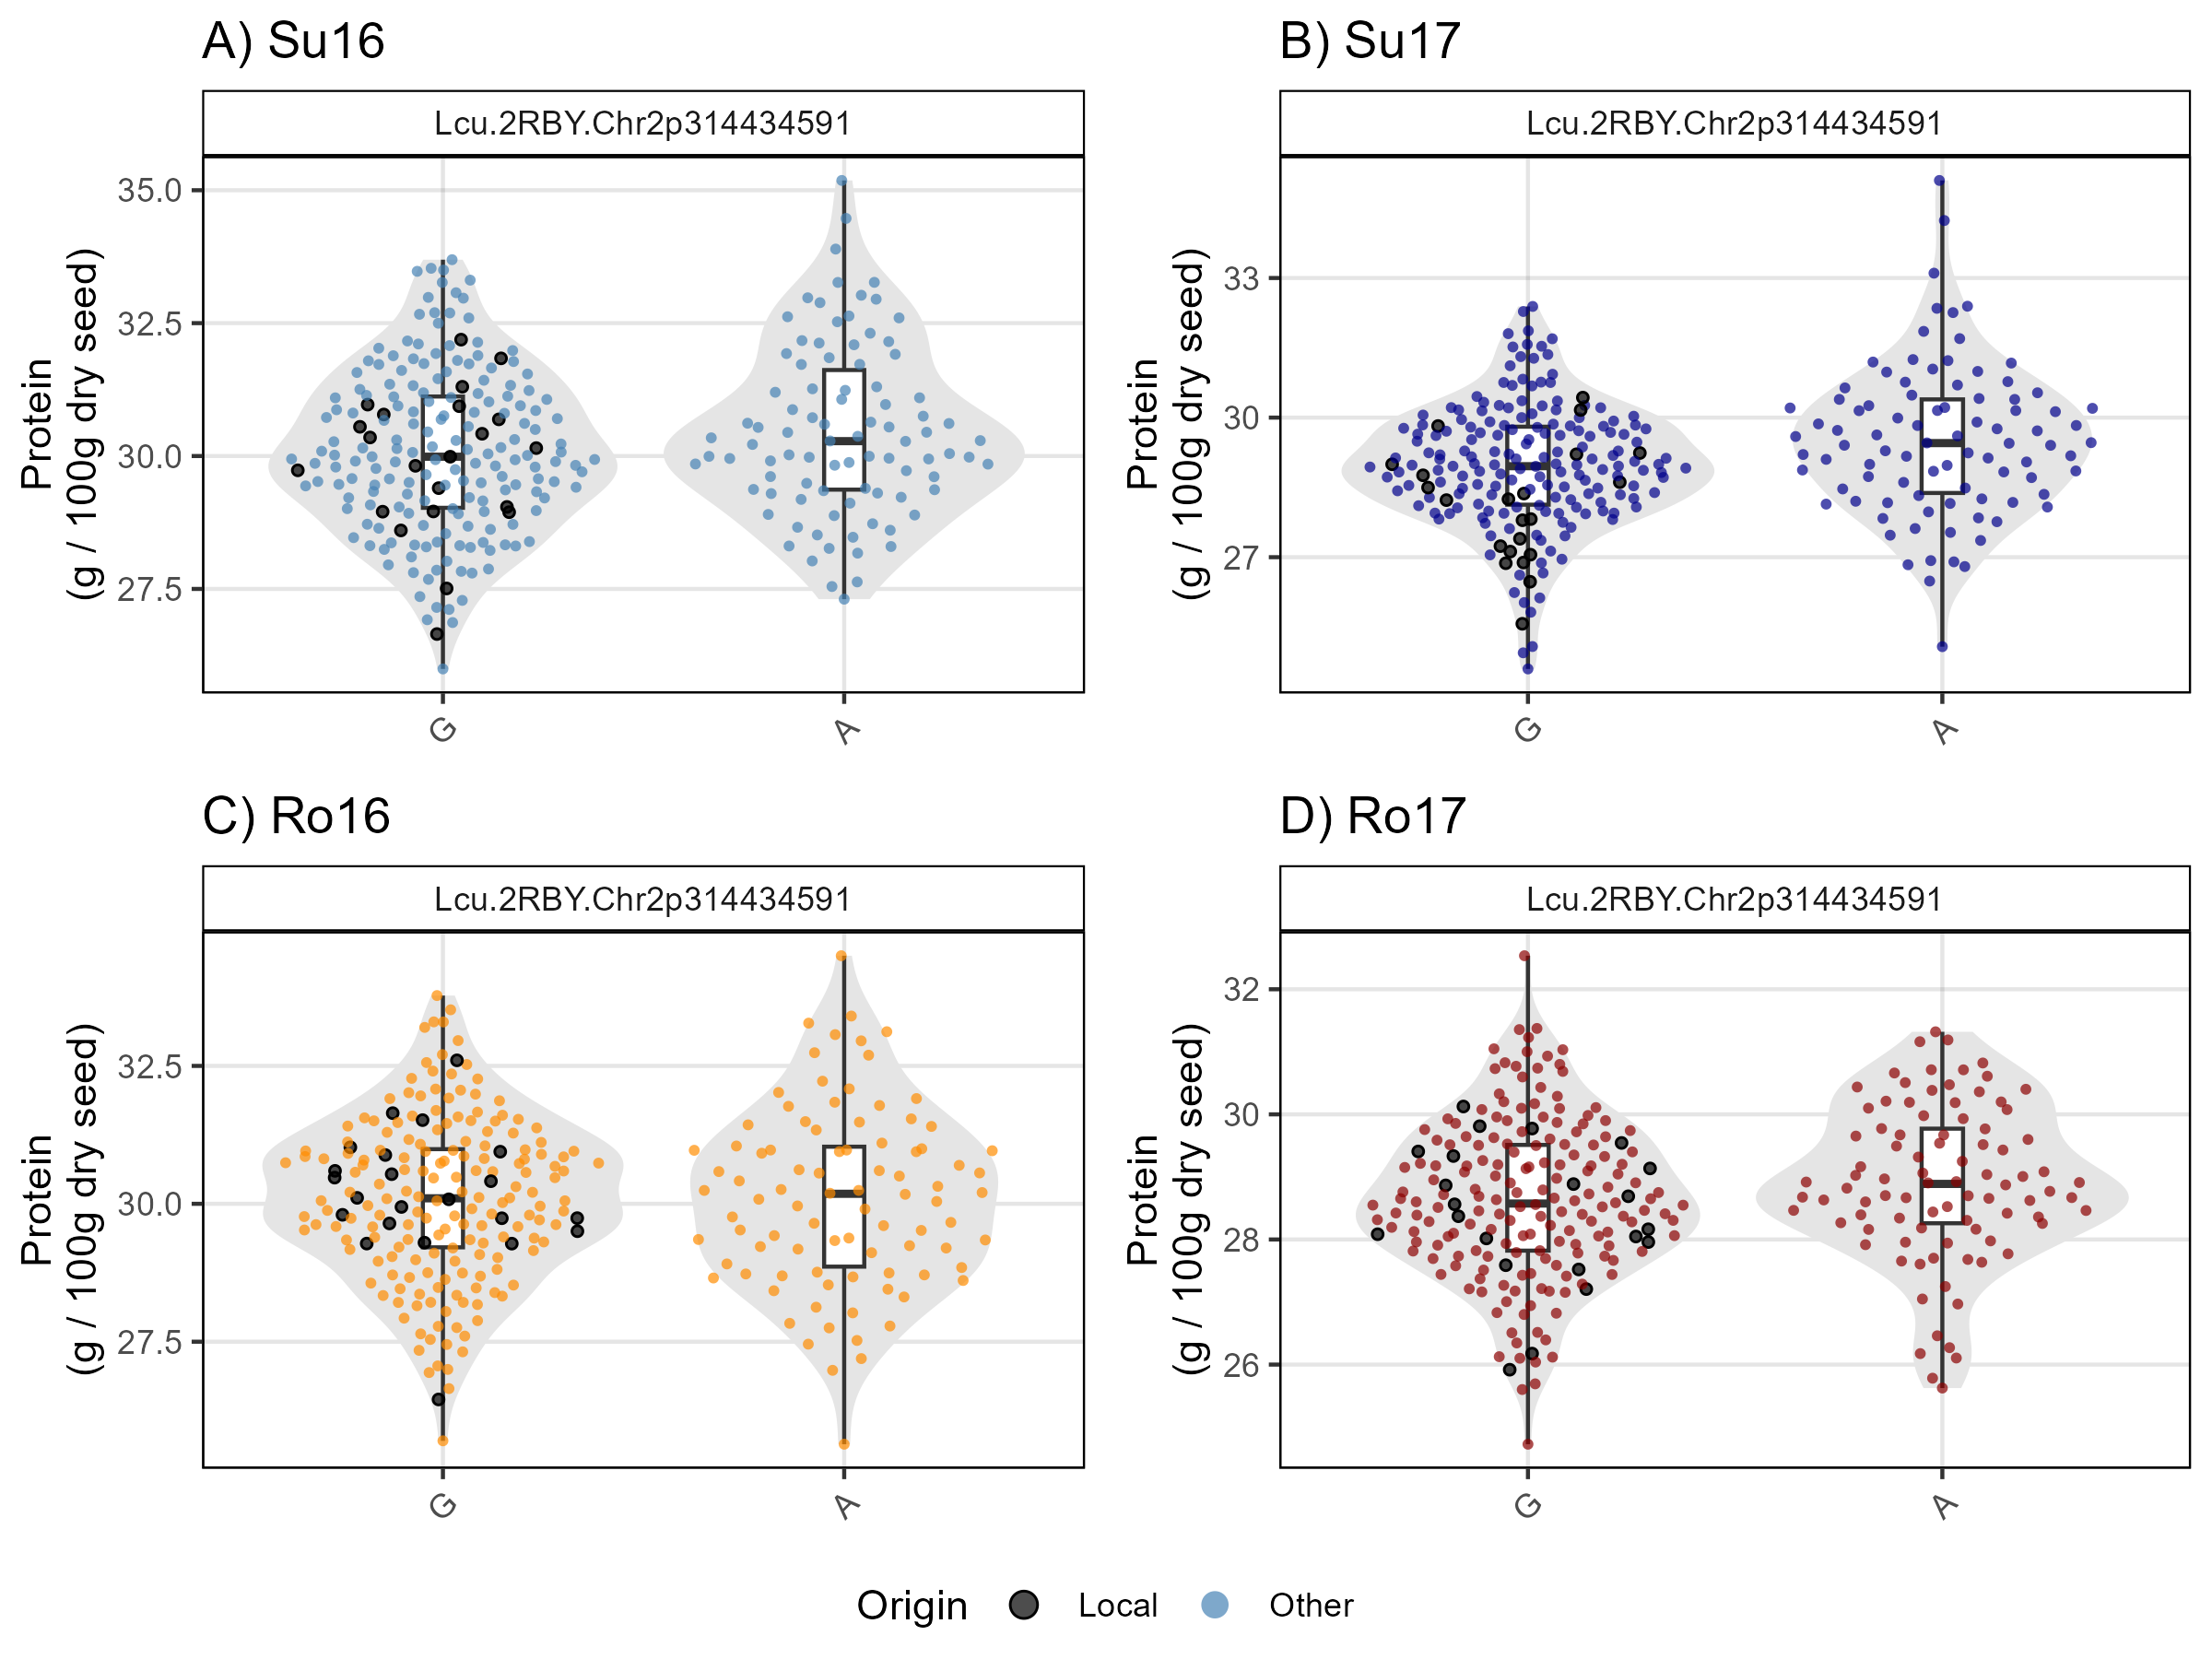 A) Su16
Lcu.2RBY.Chr2p314434591
Protein
(g / 100g dry seed)
35.0
32.5
30.0
27.5
G
A
B) Su17
Lcu.2RBY.Chr2p314434591
Protein
(g / 100g dry seed)
33
30
27
G
A
C) Ro16
Lcu.2RBY.Chr2p314434591
Protein
(g / 100g dry seed)
32.5
30.0
27.5
G
A
D) Ro17
Lcu.2RBY.Chr2p314434591
Protein
(g / 100g dry seed)
32
30
28
26
G
A
Origin Local Other